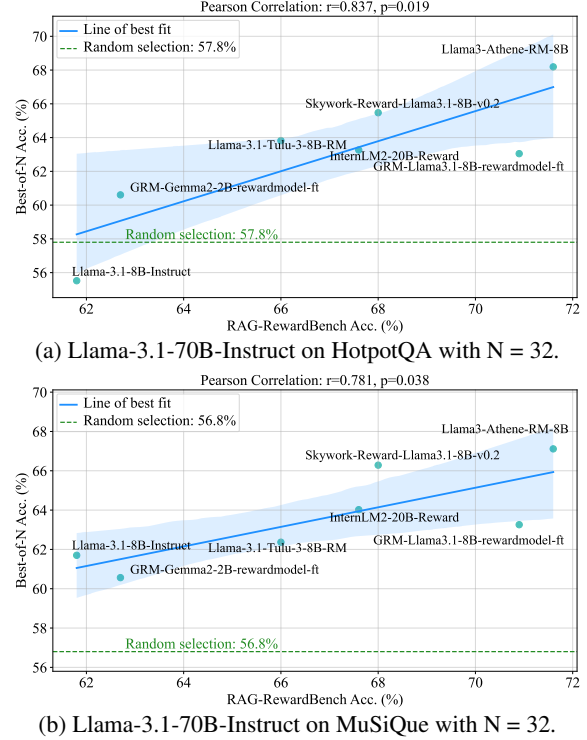 Pearson Correlation: r=0.837, p=0.019
Line of best fit
Random selection: 57.8%
Llama3-Athene-RM-8B
Skywork-Reward-Llama3.1-8B-v0.2
Llama-3.1-Tulu-3-8B-RM
InternLM2-20B-Reward
GRM-Llama3.1-8B-rewardmodel-ft
GRM-Gemma2-2B-rewardmodel-ft
Random selection: 57.8%
Llama-3.1-8B-Instruct
Best-of-N Acc. (%)
70
68
66
64
62
60
58
56
62
64
66
68
70
72
RAG-RewardBench Acc. (%)
(a) Llama-3.1-70B-Instruct on HotpotQA with N = 32.
Pearson Correlation: r=0.781, p=0.038
Line of best fit
Random selection: 56.8%
Llama3-Athene-RM-8B
Skywork-Reward-Llama3.1-8B-v0.2
InternLM2-20B-Reward
GRM-Llama3.1-8B-rewardmodel-ft
Llama-3.1-8B-Instruct
Llama-3.1-Tulu-3-8B-RM
GRM-Gemma2-2B-rewardmodel-ft
Random selection: 56.8%
Best-of-N Acc. (%)
70
68
66
64
62
60
58
56
62
64
66
68
70
72
RAG-RewardBench Acc. (%)
(b) Llama-3.1-70B-Instruct on MuSiQue with N = 32.